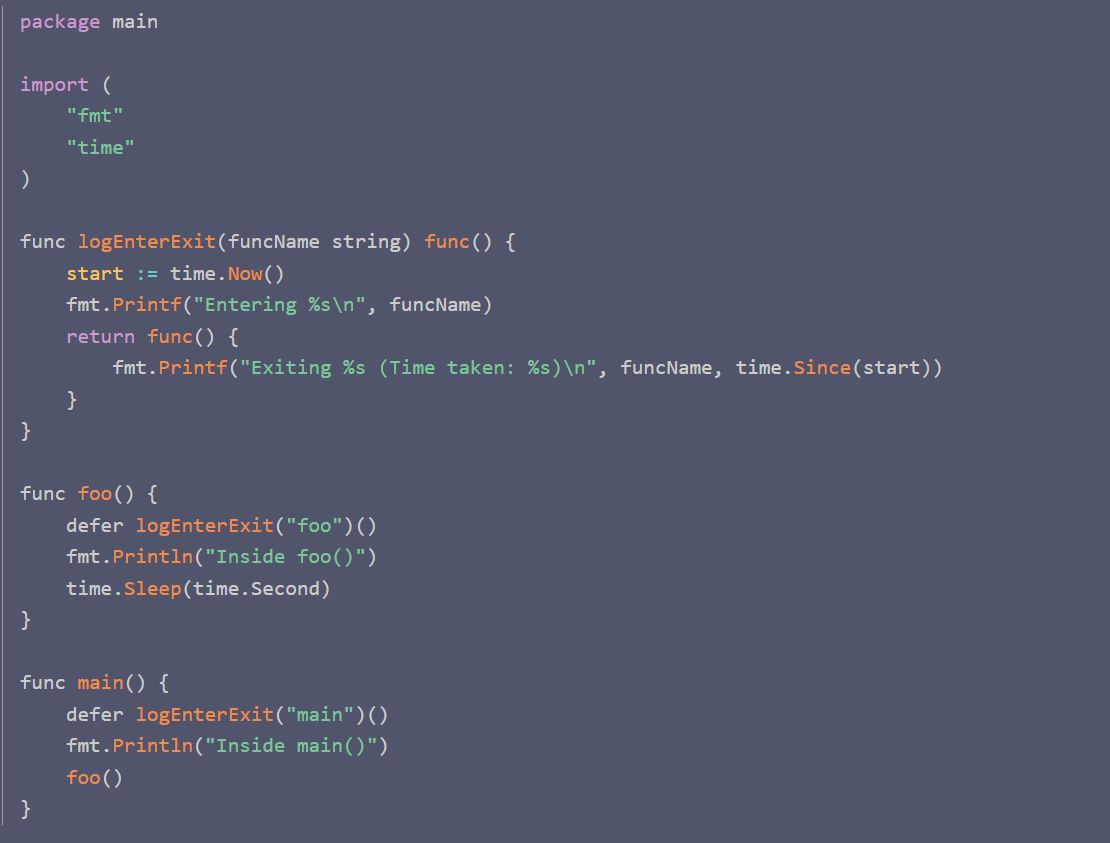 package main

import (
    "fmt"
    "time"
)

func logEnterExit(funcName string) func() {
    start := time.Now()
    fmt.Printf("Entering %s\n", funcName)
    return func() {
        fmt.Printf("Exiting %s (Time taken: %s)\n", funcName, time.Since(start))
    }
}

func foo() {
    defer logEnterExit("foo")()
    fmt.Println("Inside foo()")
    time.Sleep(time.Second)
}

func main() {
    defer logEnterExit("main")()
    fmt.Println("Inside main()")
    foo()
}